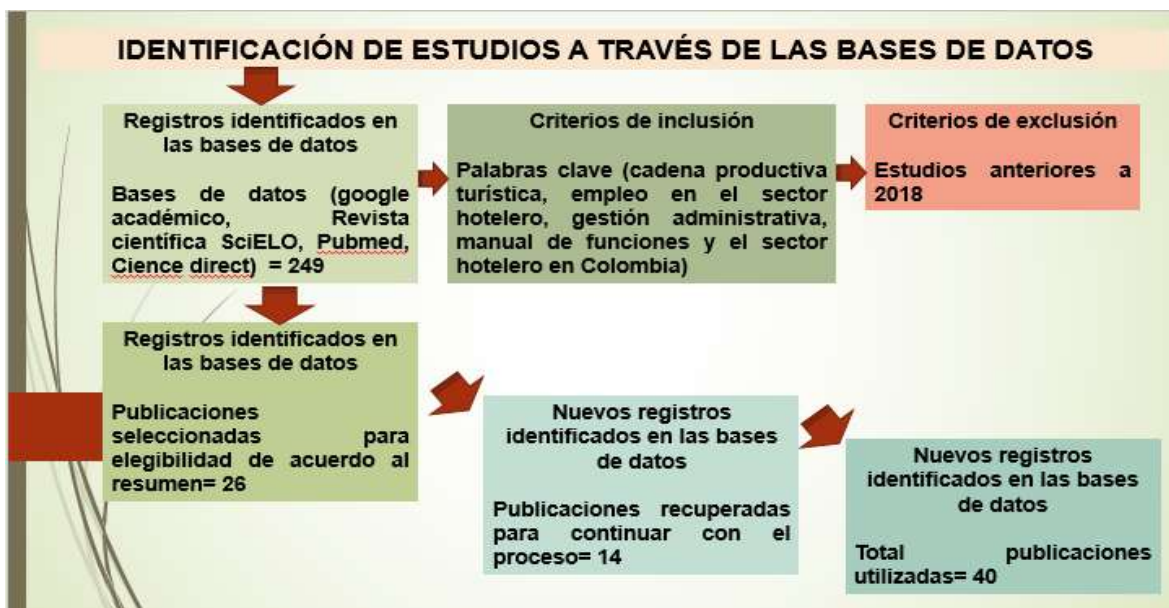 IDENTIFICACIÓN DE ESTUDIOS A TRAVÉS DE LAS BASES DE DATOS
Registros identificados en
las bases de datos
Bases de datos (google
académico, Revista
científica SciELO, Pubmed,
Cience direct) = 249
Criterios de inclusión
Palabras clave (cadena productiva
turística, empleo en el sector
hotelero, gestión administrativa,
manual de funciones y el sector
hotelero en Colombia)
Criterios de exclusión
Estudios anteriores a
2018
Registros identificados en
las bases de datos
Publicaciones
seleccionadas para
elegibilidad de acuerdo al
resumen= 26
Nuevos registros
identificados en las bases
de datos
Publicaciones recuperadas
para continuar con el
proceso= 14
Nuevos registros
identificados en las bases
de datos
Total publicaciones
utilizadas= 40